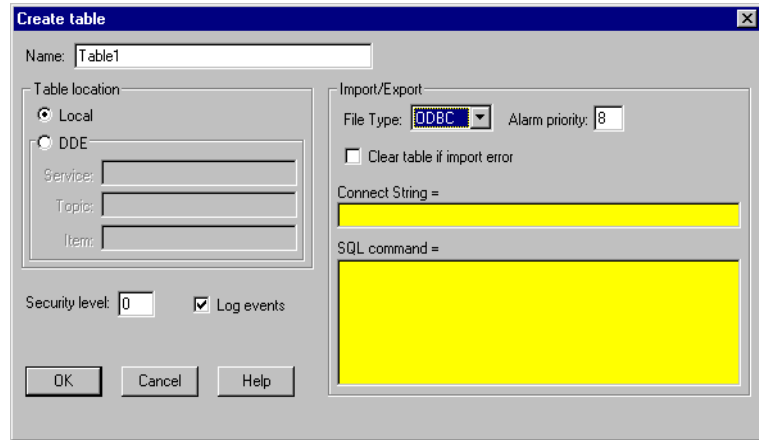 Create table
Name: Table1
Table location
Local
DDE
Service:
Topic:
Item:
Security level: 0
Log events
OK Cancel Help
Import/Export
File Type: ODBC Alarm priority: 8
Clear table if import error
Connect String =
SQL command =